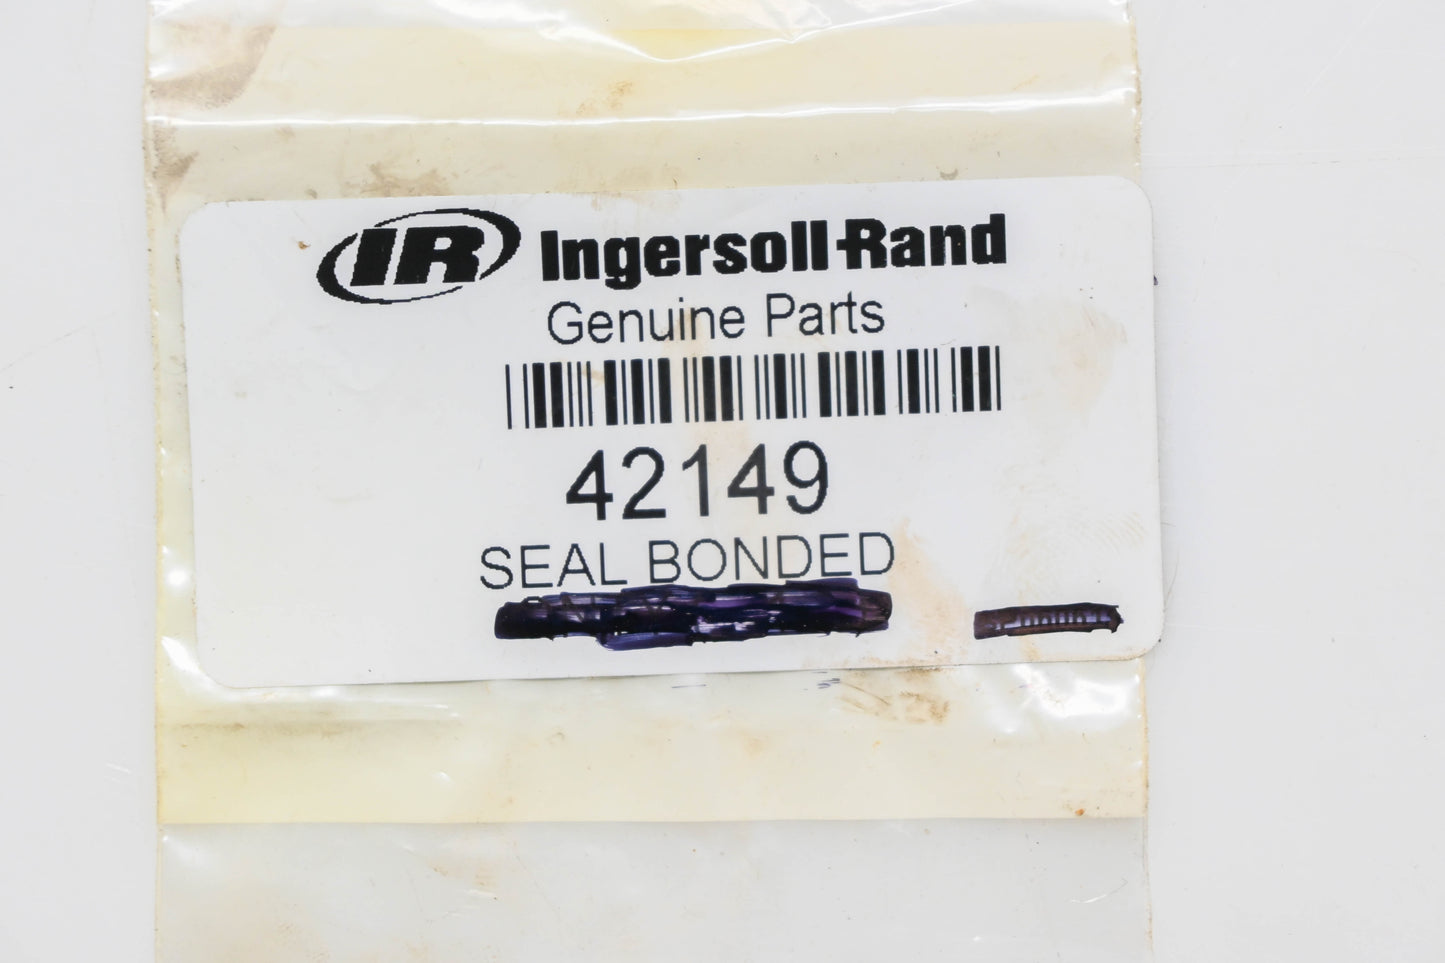 IR Ingersoll-Rand
Genuine Parts
42149
SEAL BONDED